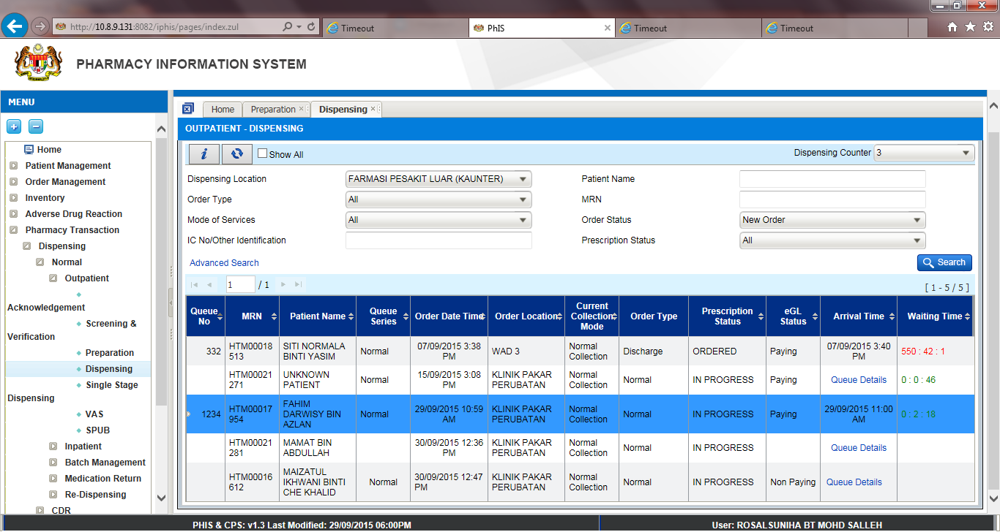 http://10.8.9.131:8082/iphis/pages/index.zul
Timeout
PhIS
Timeout
Timeout
PHARMACY INFORMATION SYSTEM
MENU
Home
Patient Management
Order Management
Inventory
Adverse Drug Reaction
Pharmacy Transaction
Dispensing
Normal
Outpatient
Acknowledgement
Screening &
Verification
Preparation
Dispensing
Single Stage
Dispensing
VAS
SPUB
Inpatient
Batch Management
Medication Return
Re-Dispensing
CDR
Home Preparation Dispensing
OUTPATIENT - DISPENSING
i Show All Dispensing Counter 3
Dispensing Location FARMASI PESAKIT LUAR (KAUNTER) Patient Name
Order Type All MRN
Mode of Services All Order Status New Order
IC No/Other Identification Prescription Status All
Advanced Search Search
1 / 1 [ 1 - 5 / 5 ]
Queue No MRN Patient Name Queue Series Order Date Time Order Location Current Collection Mode Order Type Prescription Status eGL Status Arrival Time Waiting Time
332 HTM00018513 SITI NORMALA BINTI YASIM Normal 07/09/2015 3:38 PM WAD 3 Normal Collection Discharge ORDERED Paying 07/09/2015 3:40 PM 550 : 42 : 1
HTM00021271 UNKNOWN PATIENT Normal 15/09/2015 3:08 PM KLINIK PAKAR PERUBATAN Normal Collection Normal IN PROGRESS Paying Queue Details 0 : 0 : 46
1234 HTM00017954 FAHIM DARWISY BIN AZLAN Normal 29/09/2015 10:59 AM KLINIK PAKAR PERUBATAN Normal Collection Normal IN PROGRESS Paying 29/09/2015 11:00 AM 0 : 2 : 18
HTM00021281 MAMAT BIN ABDULLAH 30/09/2015 12:36 PM KLINIK PAKAR PERUBATAN Normal Collection Normal IN PROGRESS Queue Details
HTM00016612 MAIZATUL IKHWANI BINTI CHE KHALID Normal 30/09/2015 12:47 PM KLINIK PAKAR PERUBATAN Normal Collection Normal IN PROGRESS Non Paying Queue Details
PHIS & CPS: v1.3 Last Modified: 29/09/2015 06:00PM
User: ROSALSUNIHA BT MOHD SALLEH